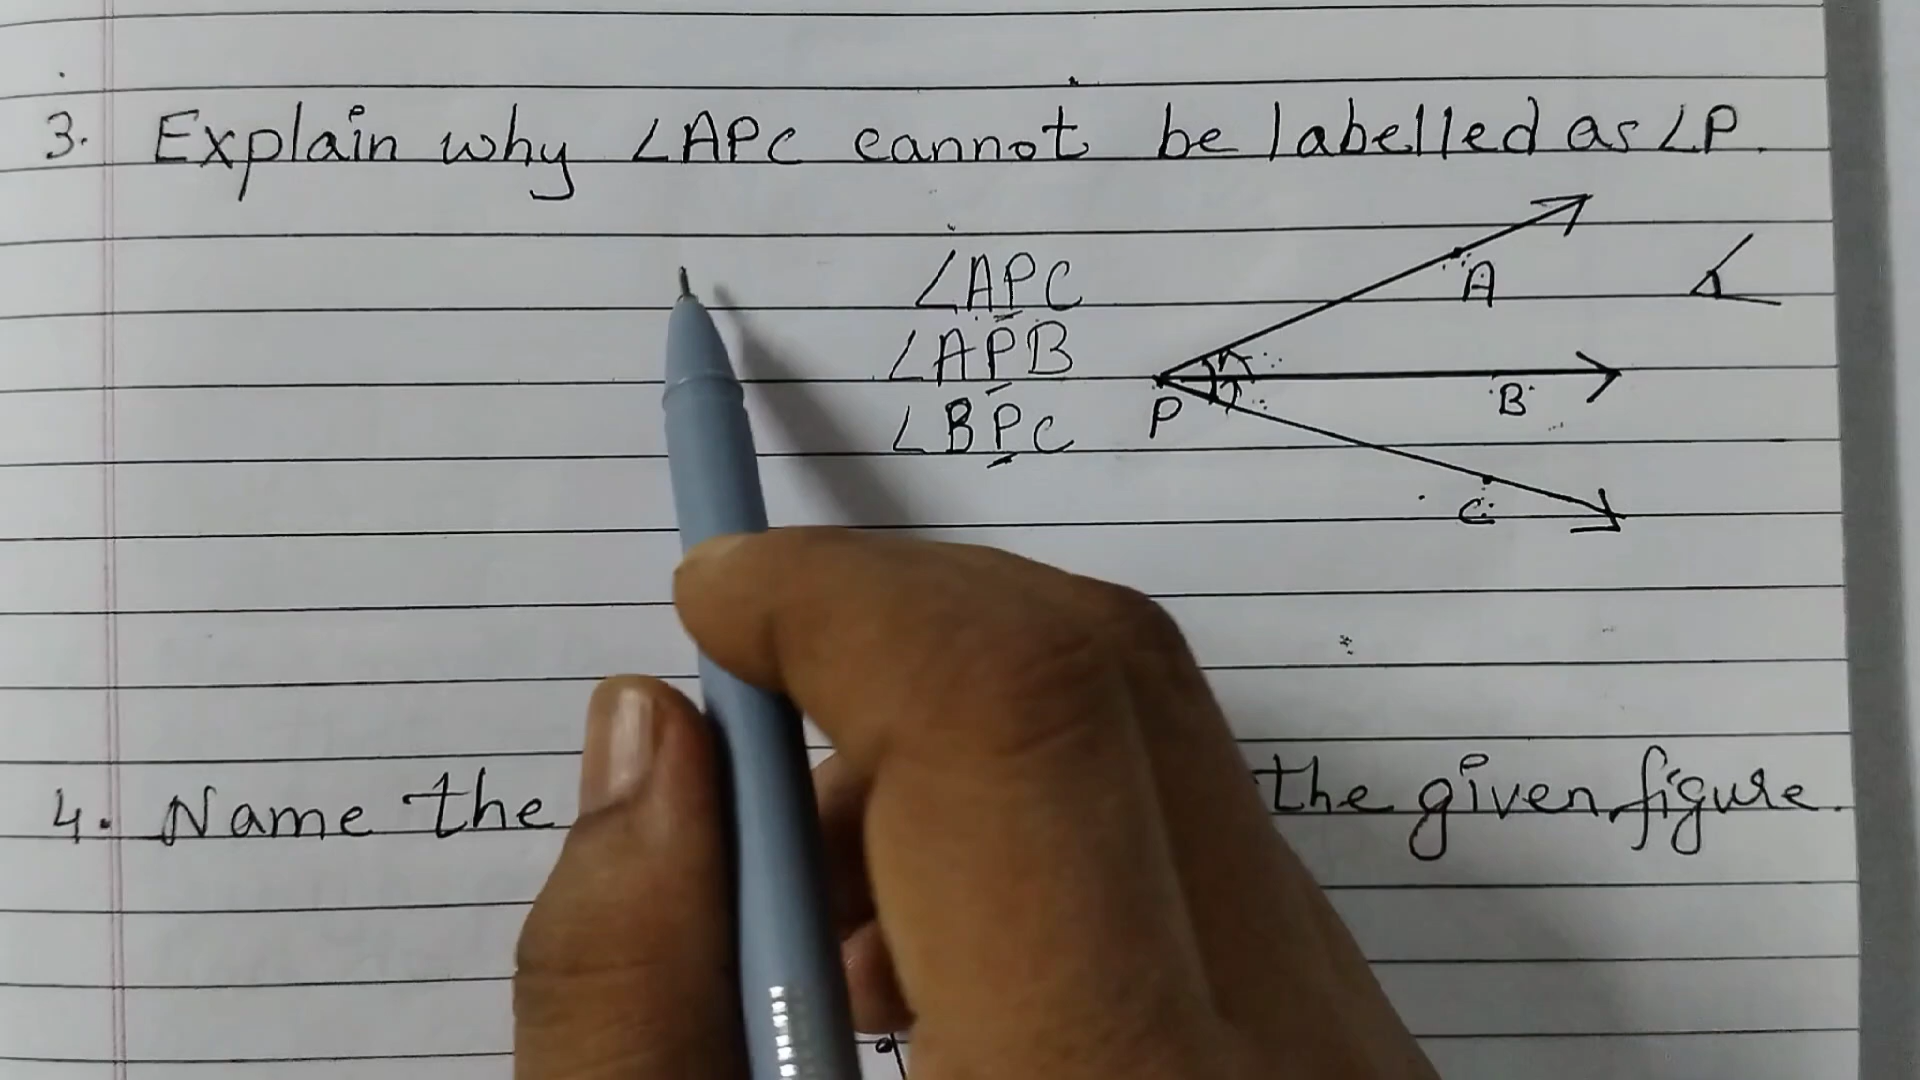 3. Explain why ∠APC cannot be labelled as ∠P.
∠APC
∠APB
∠BPC
A
B
P
C
4. Name the the given figure.